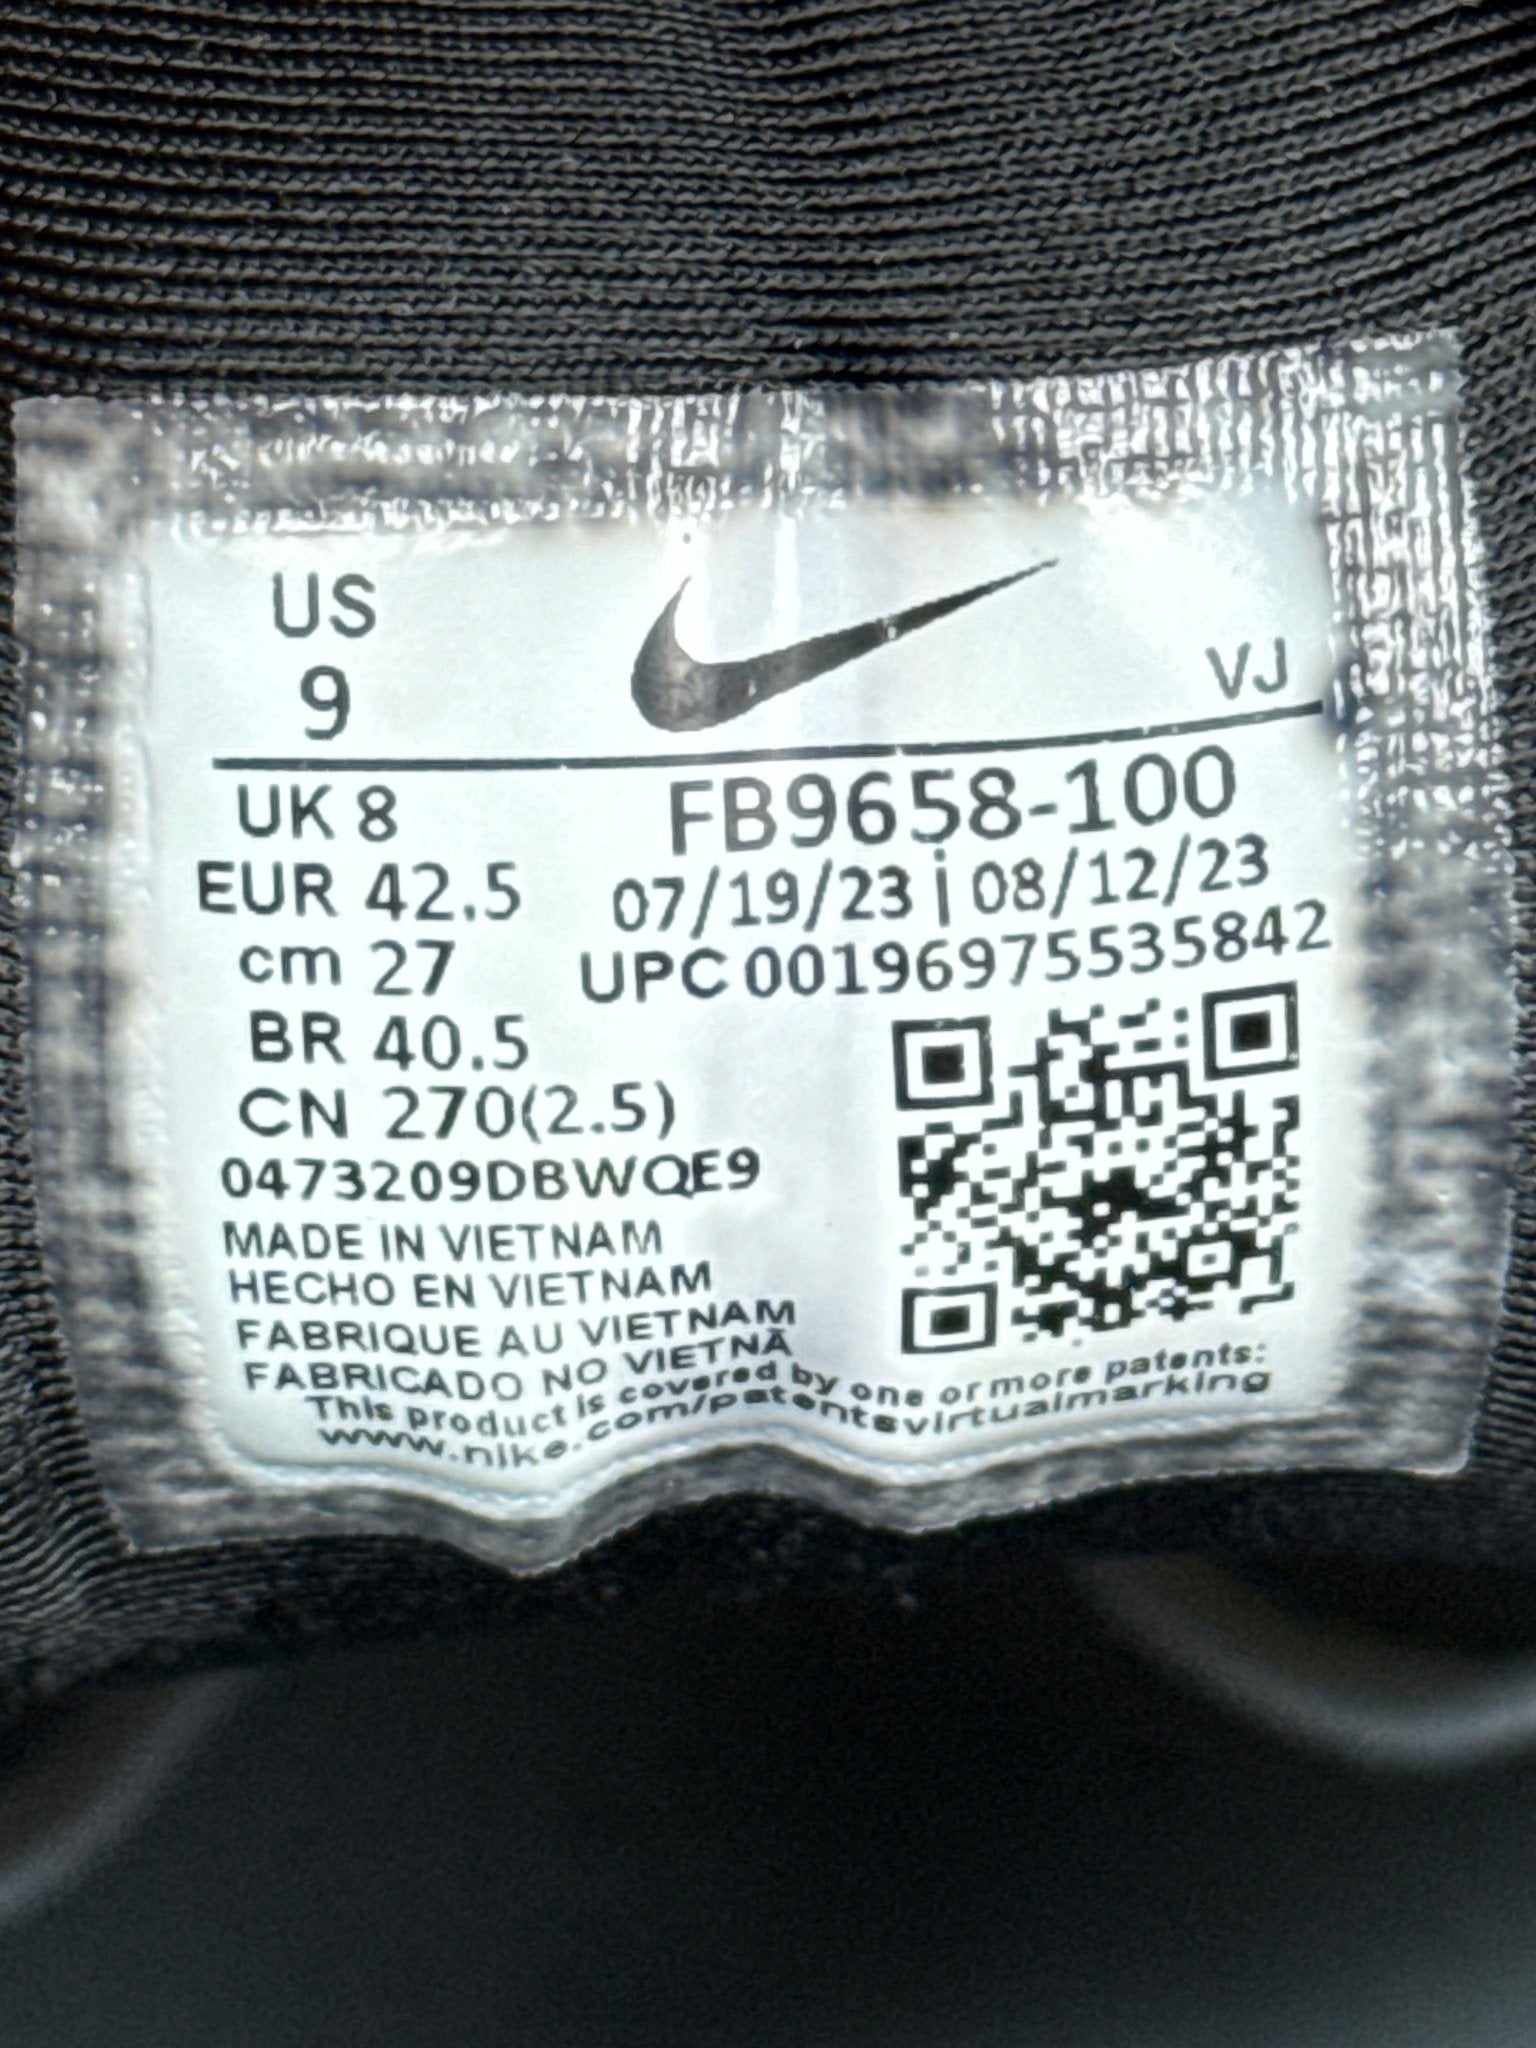 US
9
VJ
UK 8
FB9658-100
EUR 42.5
07/19/23 | 08/12/23
cm 27
UPC 00196975535842
BR 40.5
CN 270(2.5)
0473209DBWQE9
MADE IN VIETNAM
HECHO EN VIETNAM
FABRIQUE AU VIETNAM
FABRICADO NO VIETNÃ
This product is covered by one or more patents:
www.nike.com/patentsvirtualmarking